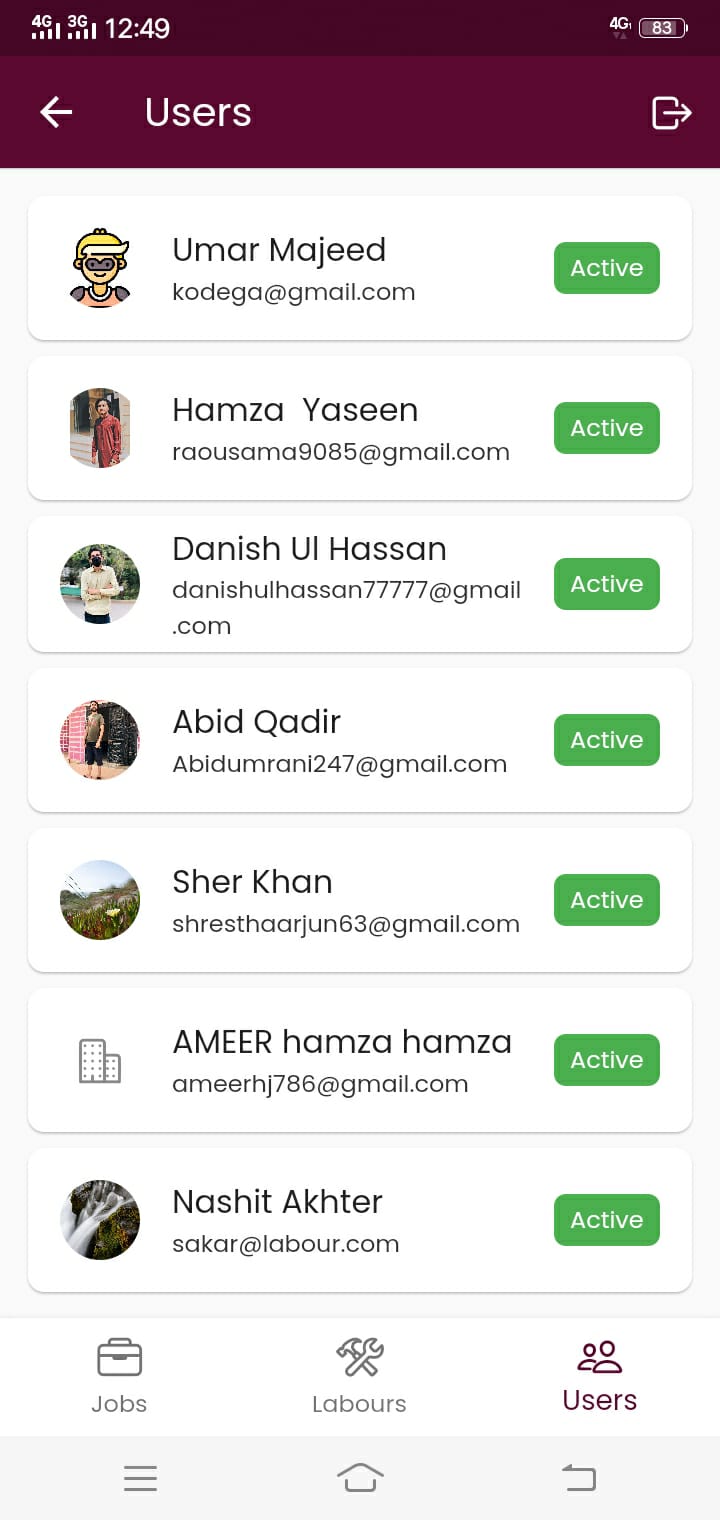 4G 3G 12:49 4G 83
Users
Umar Majeed
kodega@gmail.com
Active
Hamza  Yaseen
raousama9085@gmail.com
Active
Danish Ul Hassan
danishulhassan77777@gmail
.com
Active
Abid Qadir
Abidumrani247@gmail.com
Active
Sher Khan
shresthaarjun63@gmail.com
Active
AMEER hamza hamza
ameerhj786@gmail.com
Active
Nashit Akhter
sakar@labour.com
Active
Jobs
Labours
Users